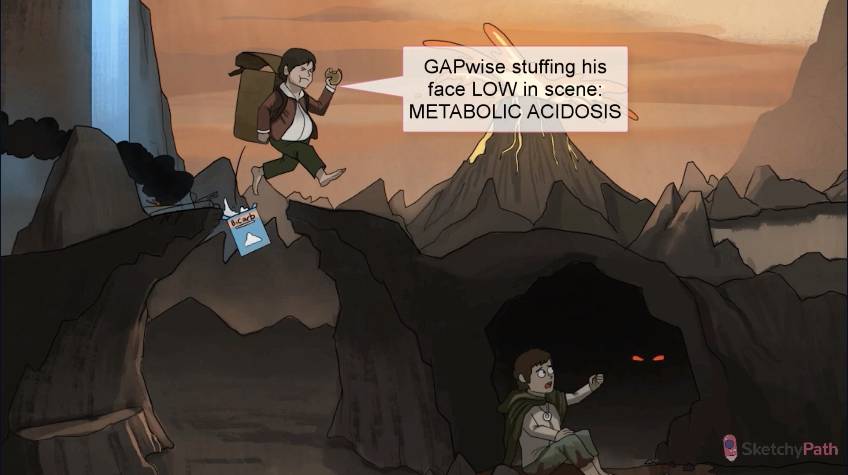 GAPwise stuffing his
face LOW in scene:
METABOLIC ACIDOSIS
BiCarb
SketchyPath